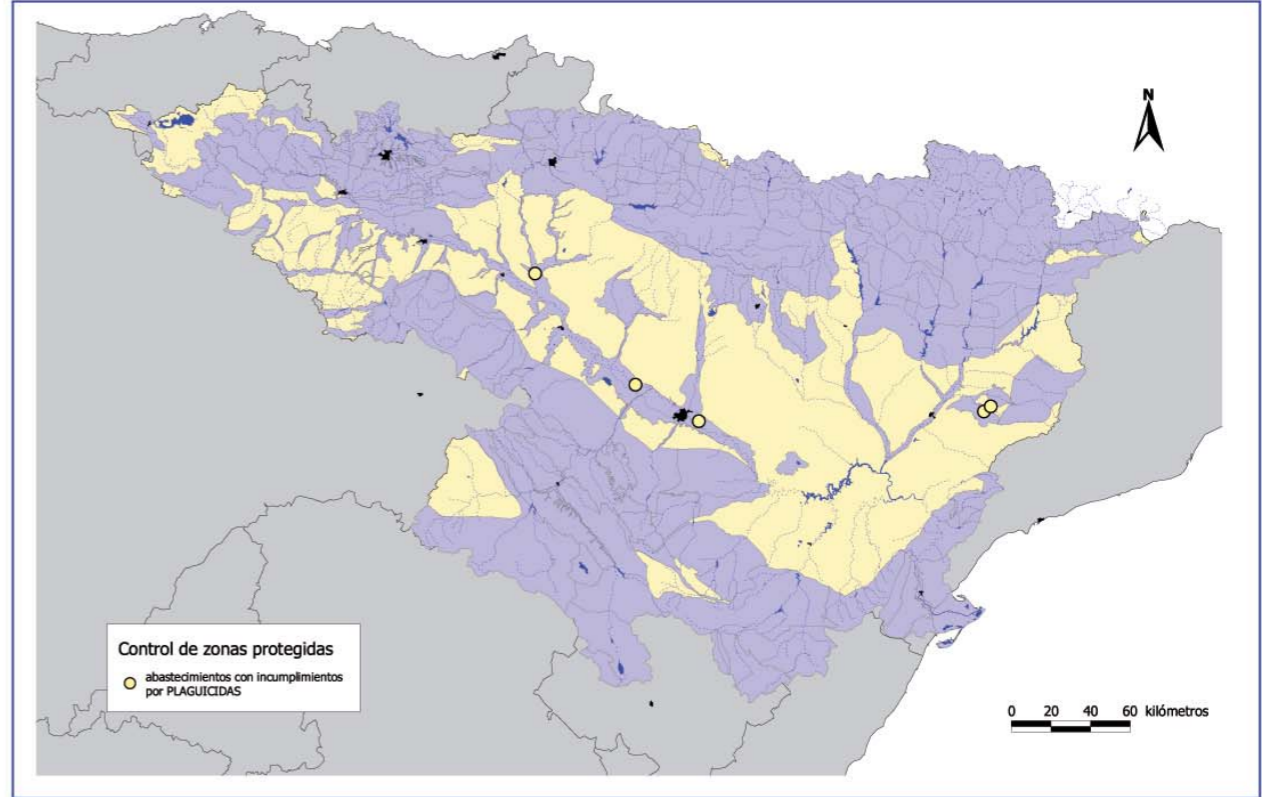 N
Control de zonas protegidas
abastecimientos con incumplimientos
por PLAGUICIDAS
0 20 40 60 kilómetros